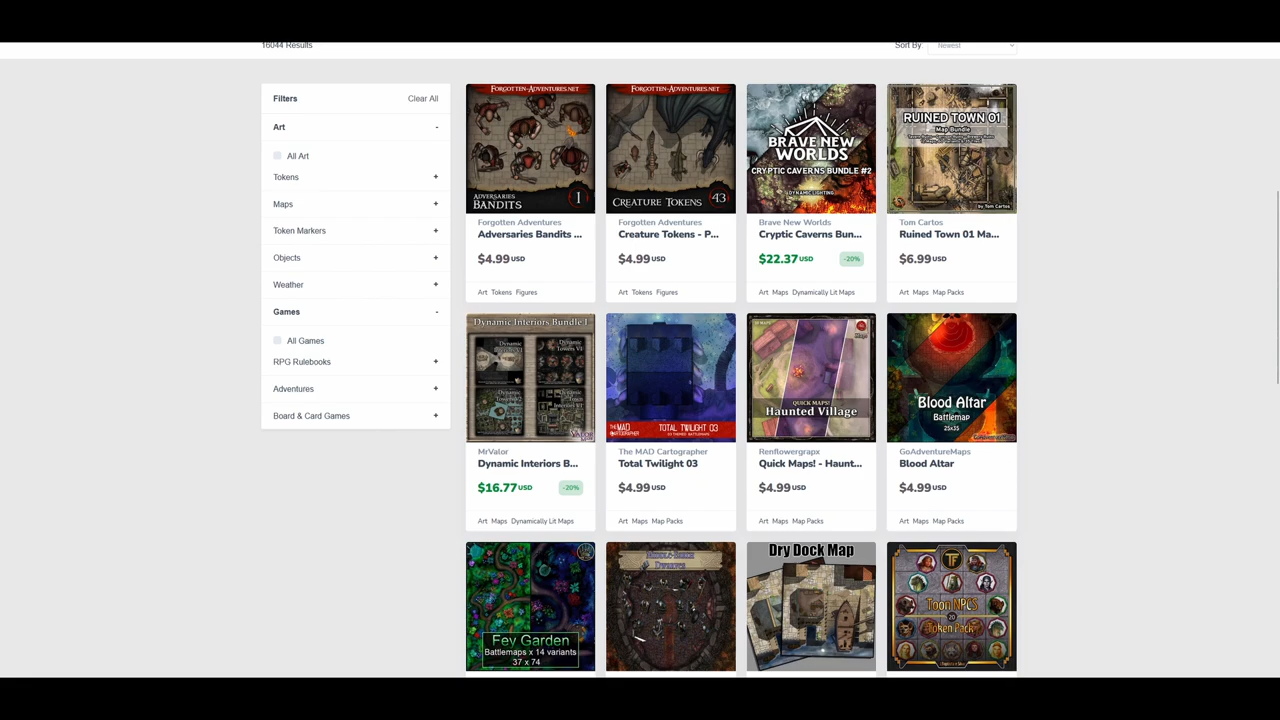 16044 Results
Sort By
Newest
Filters
Clear All
Art
-
All Art
Tokens
+
Maps
+
Token Markers
+
Objects
+
Weather
+
Games
-
All Games
RPG Rulebooks
+
Adventures
+
Board & Card Games
+
FORGOTTEN-ADVENTURES.NET
ADVERSARIES
BANDITS
1
Forgotten Adventures
Adversaries Bandits ...
$4.99 USD
Art Tokens Figures
FORGOTTEN-ADVENTURES.NET
CREATURE TOKENS
43
Forgotten Adventures
Creature Tokens - P...
$4.99 USD
Art Tokens Figures
BRAVE NEW
WORLDS
CRYPTIC CAVERNS BUNDLE #2
DYNAMIC LIGHTING
Brave New Worlds
Cryptic Caverns Bun...
$22.37 USD
-20%
Art Maps Dynamically Lit Maps
RUINED TOWN 01
Map Bundle
by Tom Cartos
Tom Cartos
Ruined Town 01 Ma...
$6.99 USD
Art Maps Map Packs
Dynamic Interiors Bundle 1
MrValor
Dynamic Interiors B...
$16.77 USD
-20%
Art Maps Dynamically Lit Maps
THE MAD
Cartographer
TOTAL TWILIGHT 03
The MAD Cartographer
Total Twilight 03
$4.99 USD
Art Maps Map Packs
QUICK MAPS!
Haunted Village
Renflowergrapx
Quick Maps! - Haunt...
$4.99 USD
Art Maps Map Packs
Blood Altar
Battlemap
25x35
GoAdventureMaps
GoAdventureMaps
Blood Altar
$4.99 USD
Art Maps Map Packs
Fey Garden
Battlemaps x 14 variants
37 x 74
Dwarves
Dry Dock Map
TF
Toon NPCS
20
Token Pack